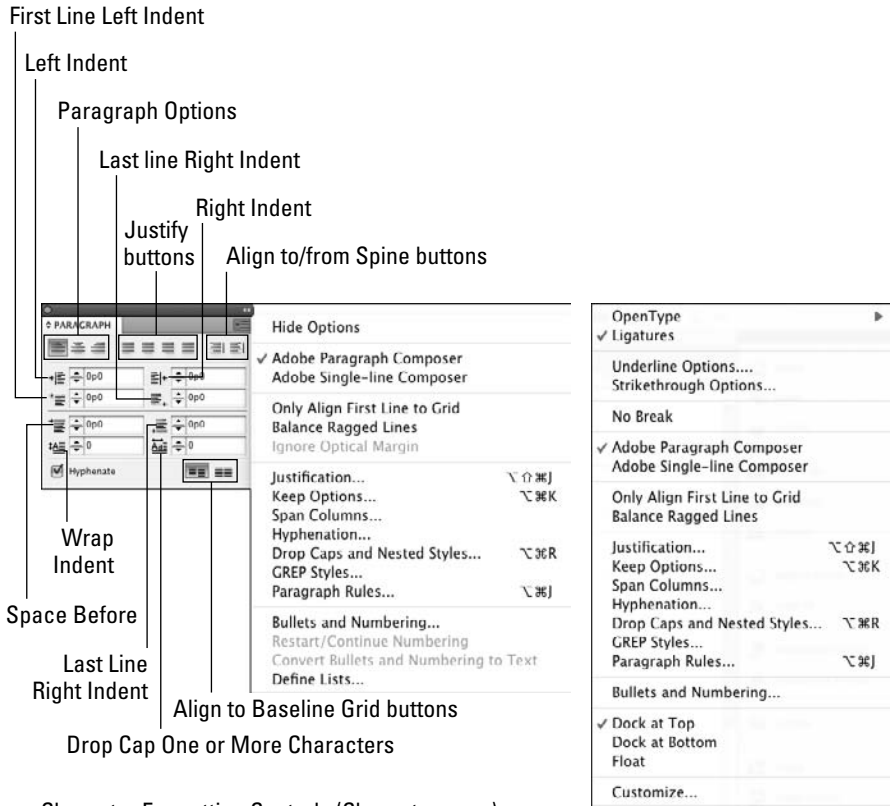 First Line Left Indent
Left Indent
Paragraph Options
Last line Right Indent
Right Indent
Justify
buttons
Align to/from Spine buttons
PARAGRAPH
0p0
0p0
0p0
0p0
0p0
0p0
0
0
Hyphenate
Wrap
Indent
Space Before
Last Line
Right Indent
Align to Baseline Grid buttons
Drop Cap One or More Characters
Hide Options
✓ Adobe Paragraph Composer
Adobe Single-line Composer
Only Align First Line to Grid
Balance Ragged Lines
Ignore Optical Margin
Justification... ⌥⇧⌘J
Keep Options... ⌥⌘K
Span Columns...
Hyphenation...
Drop Caps and Nested Styles... ⌥⌘R
GREP Styles...
Paragraph Rules... ⌥⌘J
Bullets and Numbering...
Restart/Continue Numbering
Convert Bullets and Numbering to Text
Define Lists...
OpenType ▶
✓ Ligatures
Underline Options....
Strikethrough Options...
No Break
✓ Adobe Paragraph Composer
Adobe Single-line Composer
Only Align First Line to Grid
Balance Ragged Lines
Justification... ⌥⇧⌘J
Keep Options... ⌥⌘K
Span Columns...
Hyphenation...
Drop Caps and Nested Styles... ⌥⌘R
GREP Styles...
Paragraph Rules... ⌥⌘J
Bullets and Numbering...
✓ Dock at Top
Dock at Bottom
Float
Customize...